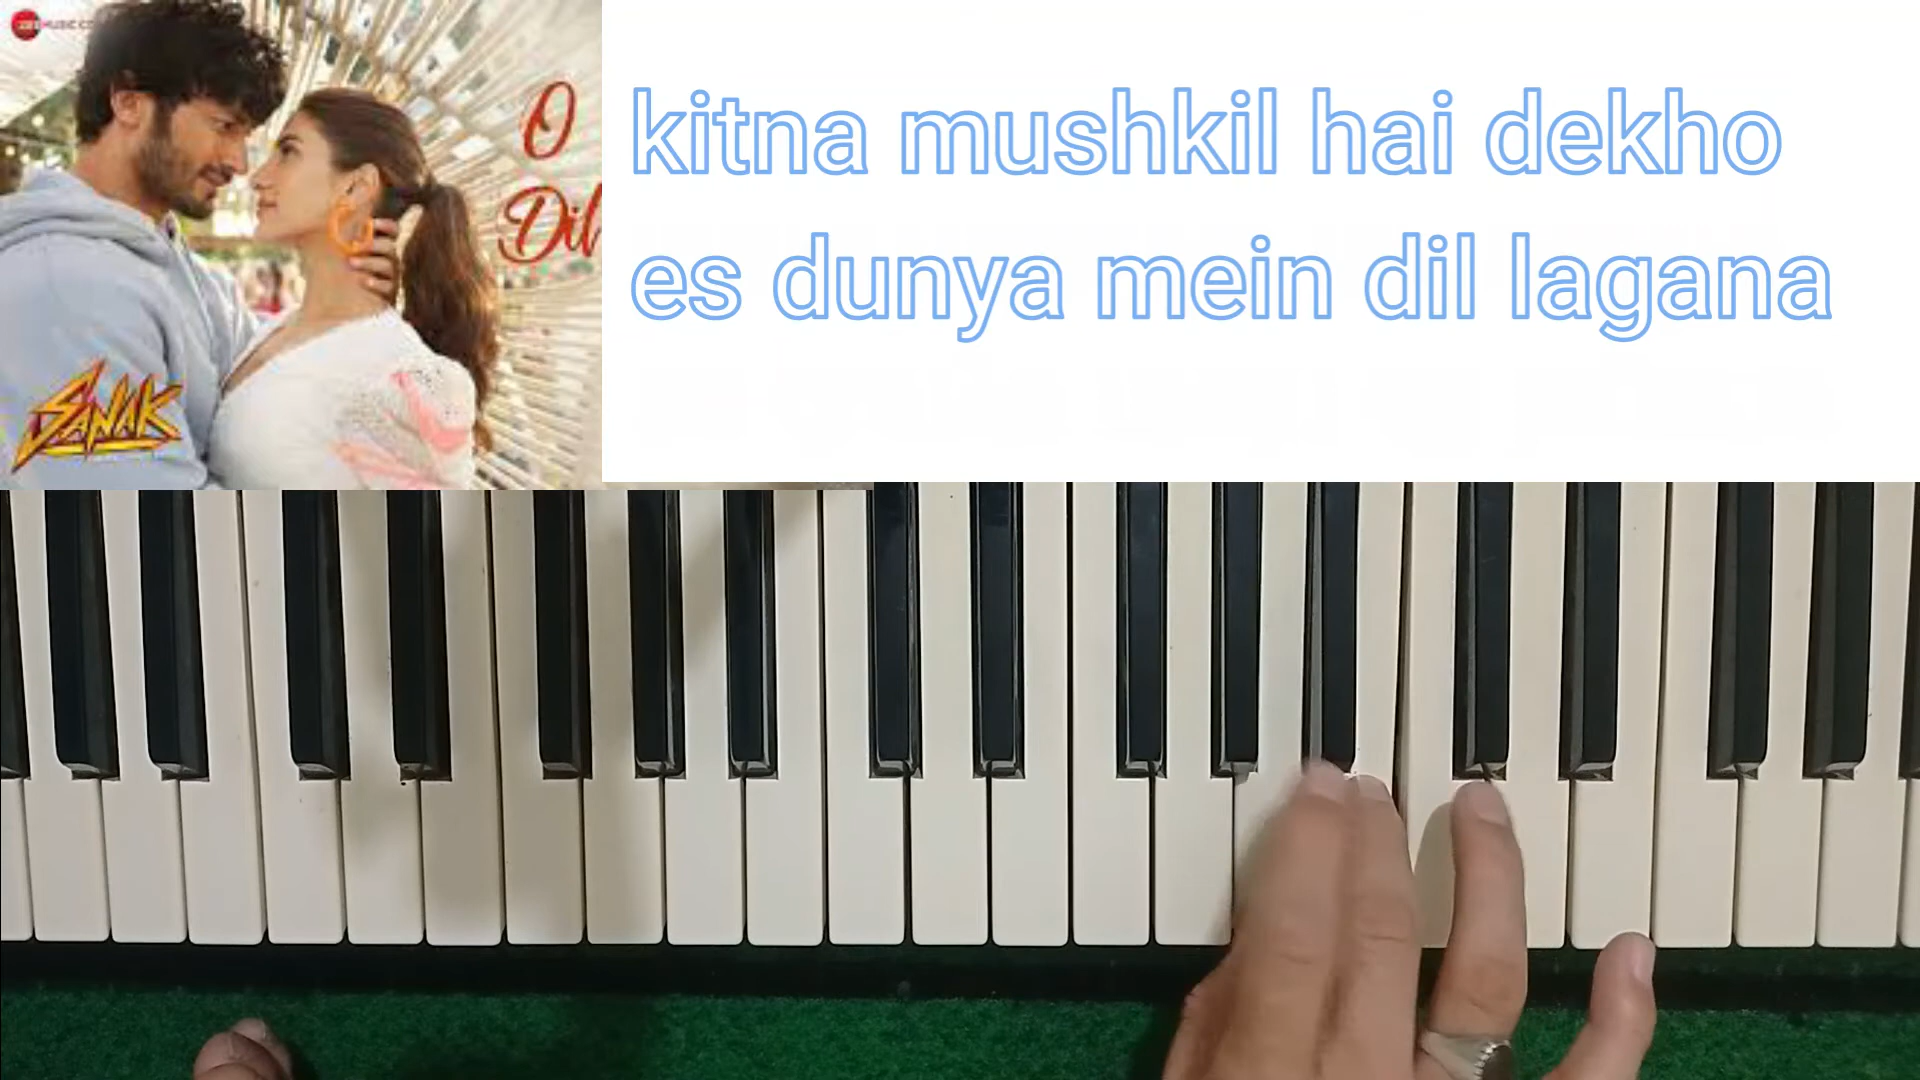 O
Dil
SANAK
kitna mushkil hai dekho
es dunya mein dil lagana